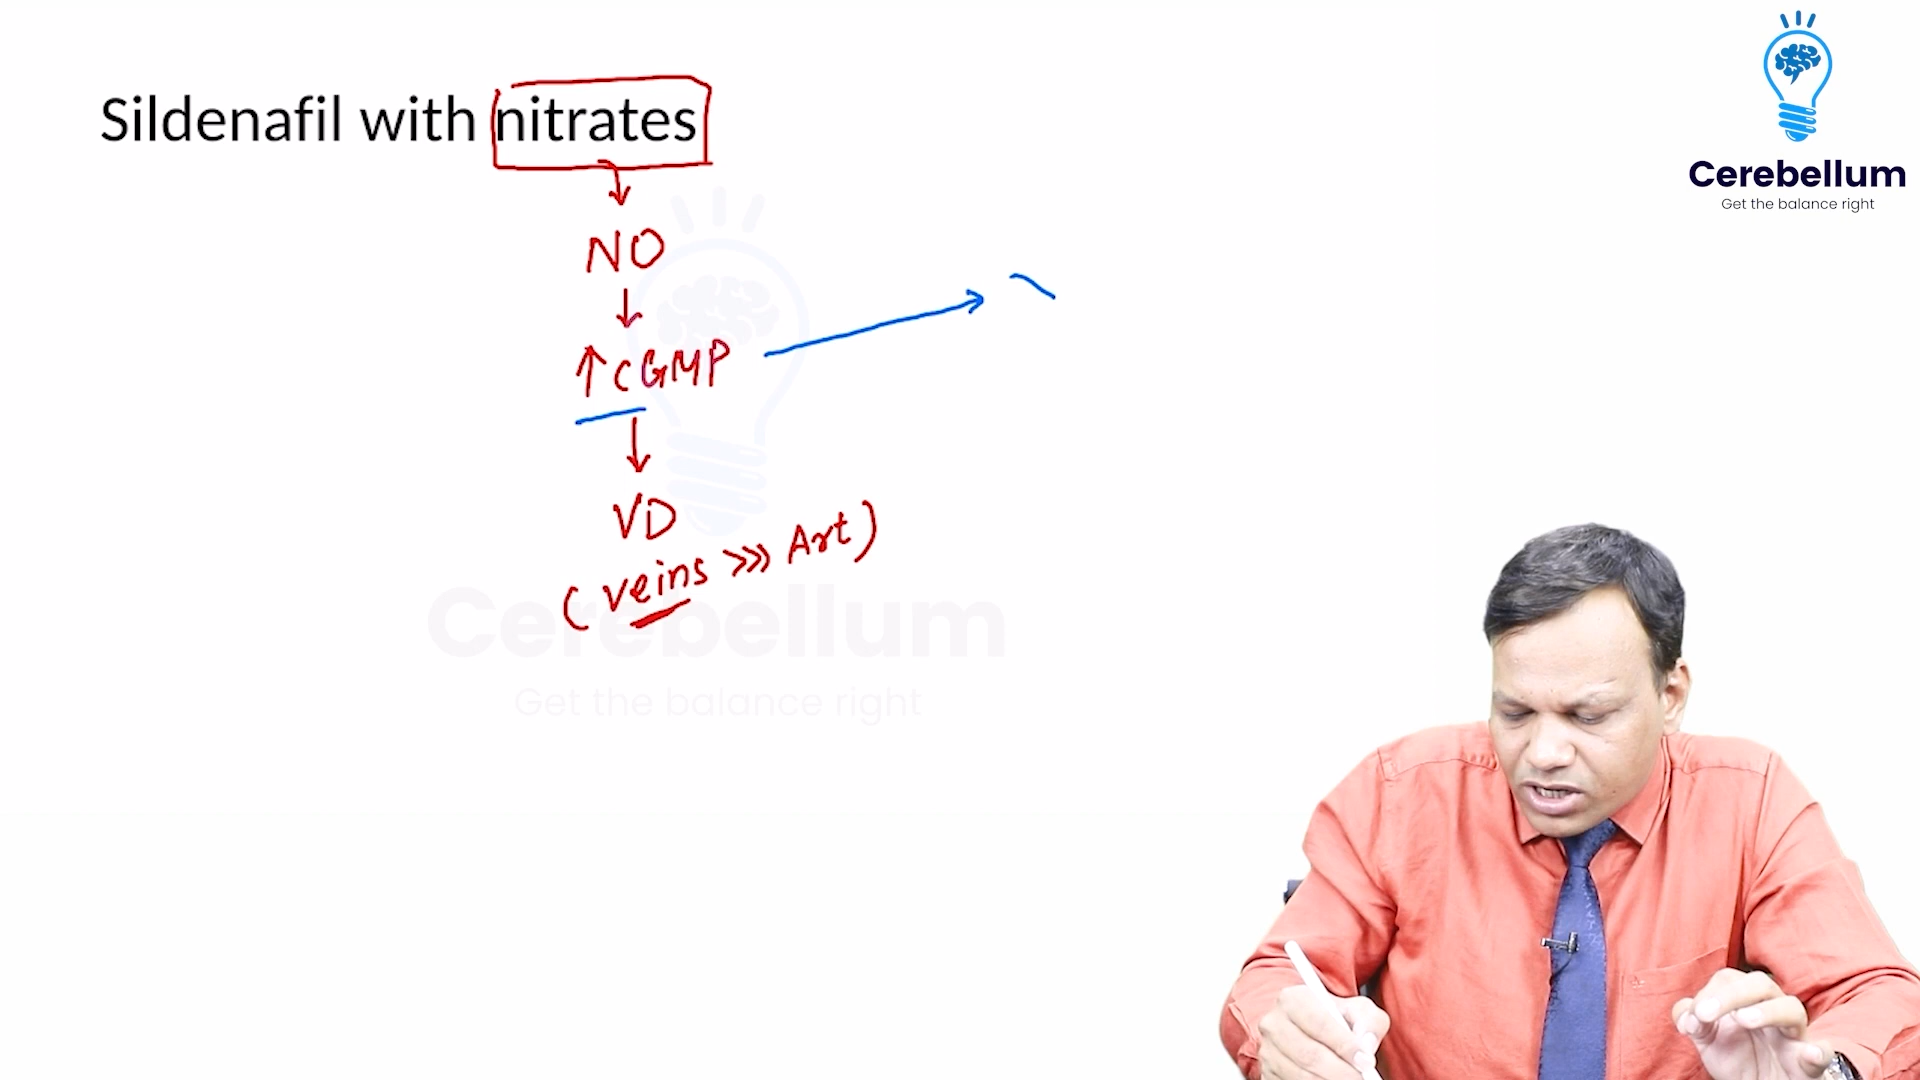 Sildenafil with nitrates
↓
NO
↓
↑cGMP →
↓
VD
(veins >>> Art)
Cerebellum
Get the balance right
Cerebellum
Get the balance right